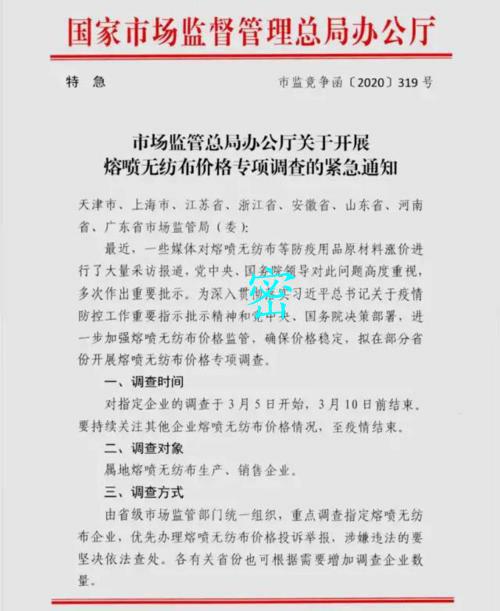 国家市场监督管理总局办公厅
特 急 市监竞争函〔2020〕319 号
市场监管总局办公厅关于开展
熔喷无纺布价格专项调查的紧急通知
天津市、上海市、江苏省、浙江省、安徽省、山东省、河南
省、广东省市场监管局（委）：
最近，一些媒体对熔喷无纺布等防疫用品原材料涨价进
行了大量采访报道，党中央、国务院领导对此问题高度重视，
多次作出重要批示。为深入贯彻落实习近平总书记关于疫情
密
防控工作重要指示批示精神和党中央、国务院决策部署，进
一步加强熔喷无纺布价格监管，确保价格稳定，拟在部分省
份开展熔喷无纺布价格专项调查。
一、调查时间
对指定企业的调查于 3 月 5 日开始，3 月 10 日前结束。
要持续关注其他企业熔喷无纺布价格情况，至疫情结束。
二、调查对象
属地熔喷无纺布生产、销售企业。
三、调查方式
由省级市场监管部门统一组织，重点调查指定熔喷无纺
布企业，优先办理熔喷无纺布价格投诉举报，涉嫌违法的要
坚决依法查处。各有关省份也可根据需要增加调查企业数
量。